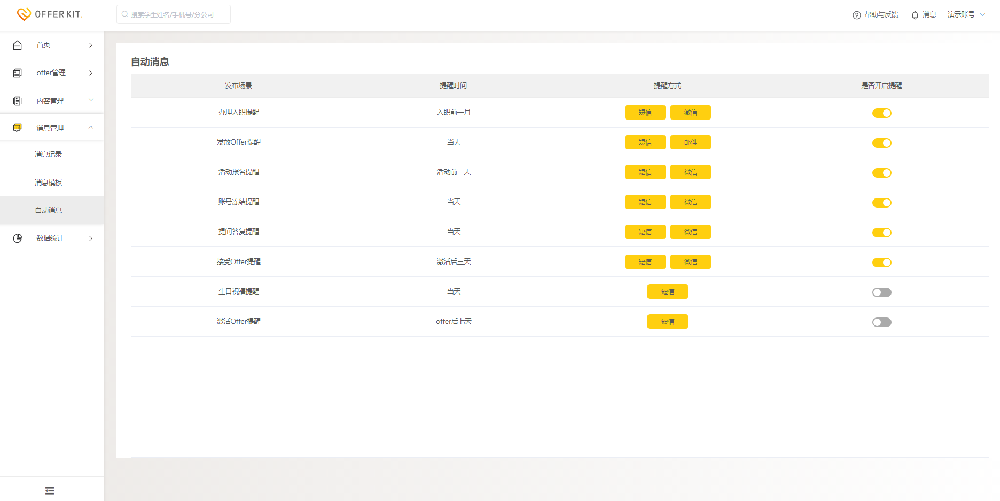 OFFER KIT.
搜索学生姓名/手机号/分公司
帮助与反馈
消息
演示账号
首页
offer管理
内容管理
消息管理
消息记录
消息模板
自动消息
数据统计
自动消息
发布场景 提醒时间 提醒方式 是否开启提醒
办理入职提醒 入职前一月 短信 微信
发放Offer提醒 当天 短信 邮件
活动报名提醒 活动前一天 短信 微信
账号冻结提醒 当天 短信 微信
提问答复提醒 当天 短信 微信
接受Offer提醒 激活后三天 短信 微信
生日祝福提醒 当天 短信
激活Offer提醒 offer后七天 短信